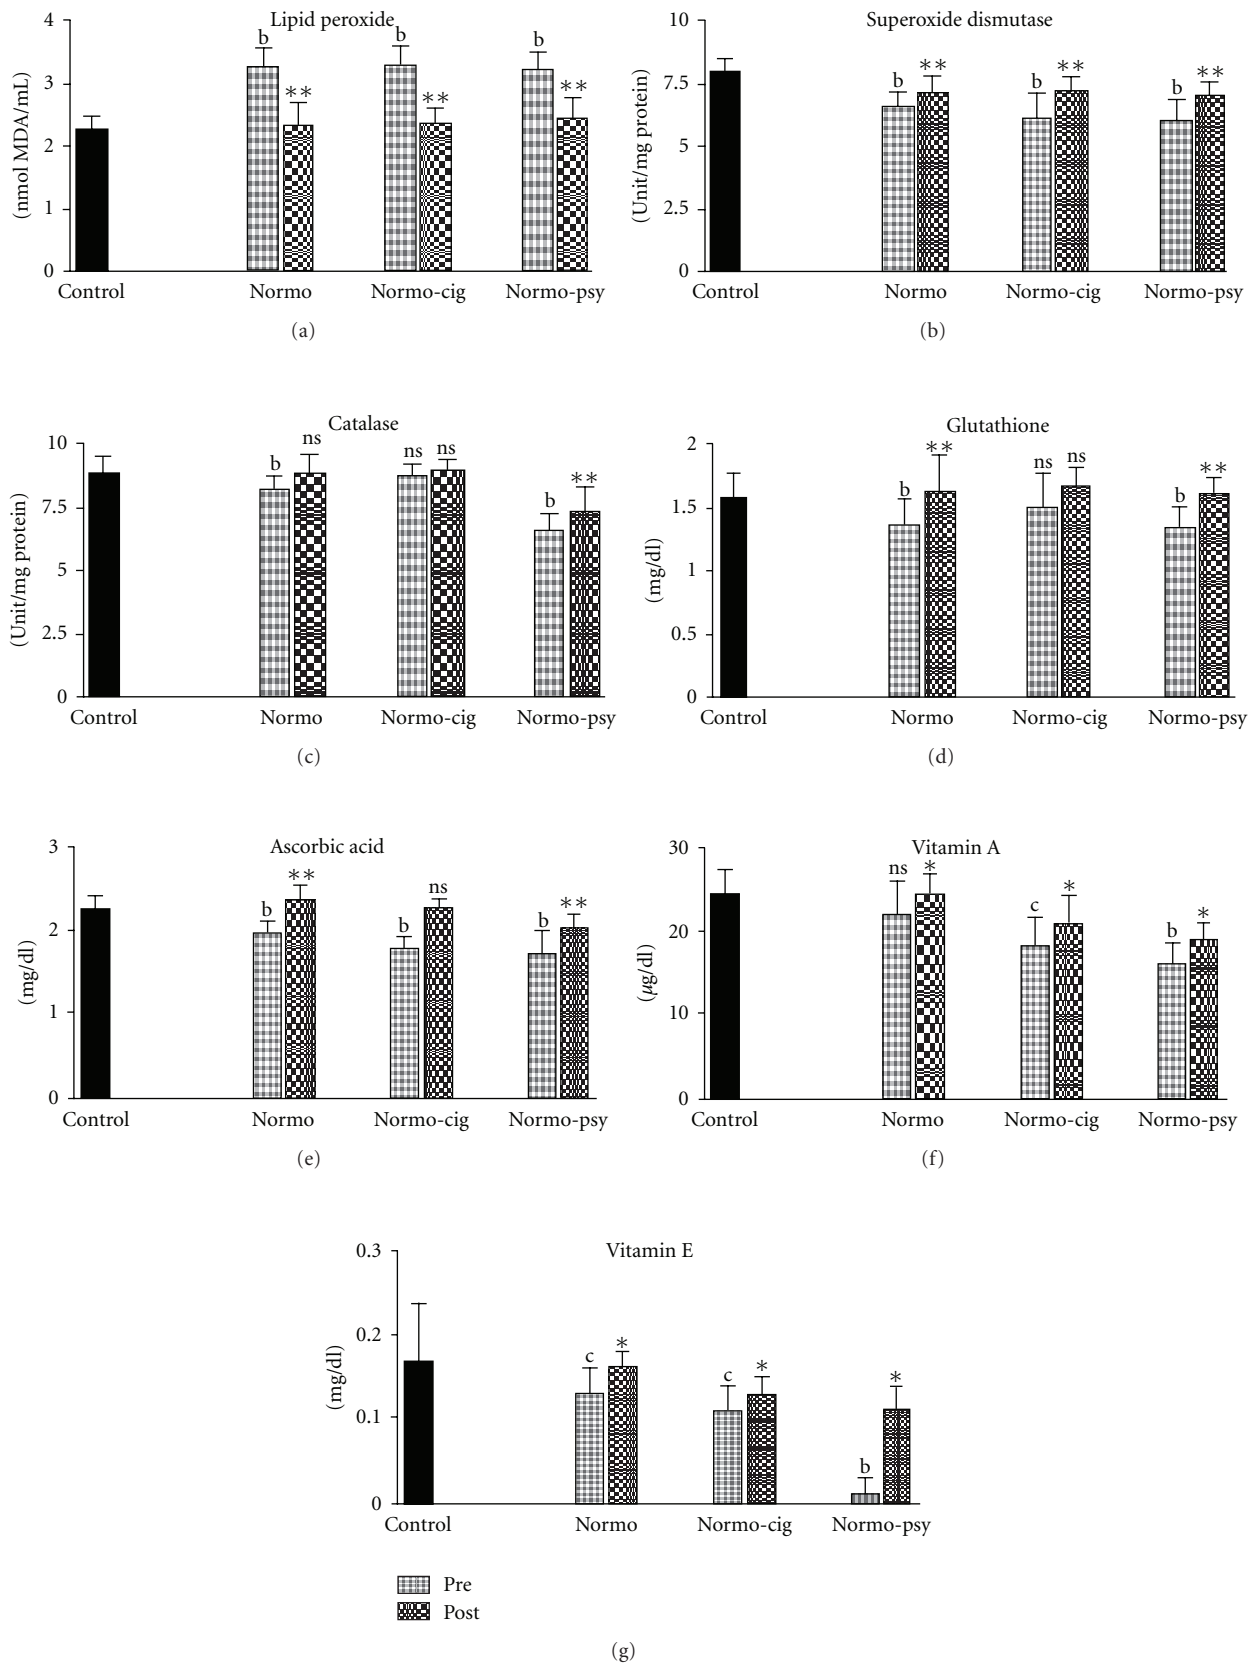 Lipid peroxide
(nmol MDA/mL)
4
3
2
1
0
b
**
b
**
b
**
Control Normo Normo-cig Normo-psy
(a)
Superoxide dismutase
(Unit/mg protein)
10
7.5
5
2.5
0
b
**
b
**
b
**
Control Normo Normo-cig Normo-psy
(b)
Catalase
(Unit/mg protein)
10
7.5
5
2.5
0
b
ns
ns
ns
b
**
Control Normo Normo-cig Normo-psy
(c)
Glutathione
(mg/dl)
2
1.5
1
0.5
0
b
**
ns
ns
b
**
Control Normo Normo-cig Normo-psy
(d)
Ascorbic acid
(mg/dl)
3
2
1
0
b
**
b
ns
b
**
Control Normo Normo-cig Normo-psy
(e)
Vitamin A
(µg/dl)
30
20
10
0
ns
*
c
*
b
*
Control Normo Normo-cig Normo-psy
(f)
Vitamin E
(mg/dl)
0.3
0.2
0.1
0
c
*
c
*
b
*
Control Normo Normo-cig Normo-psy
Pre
Post
(g)